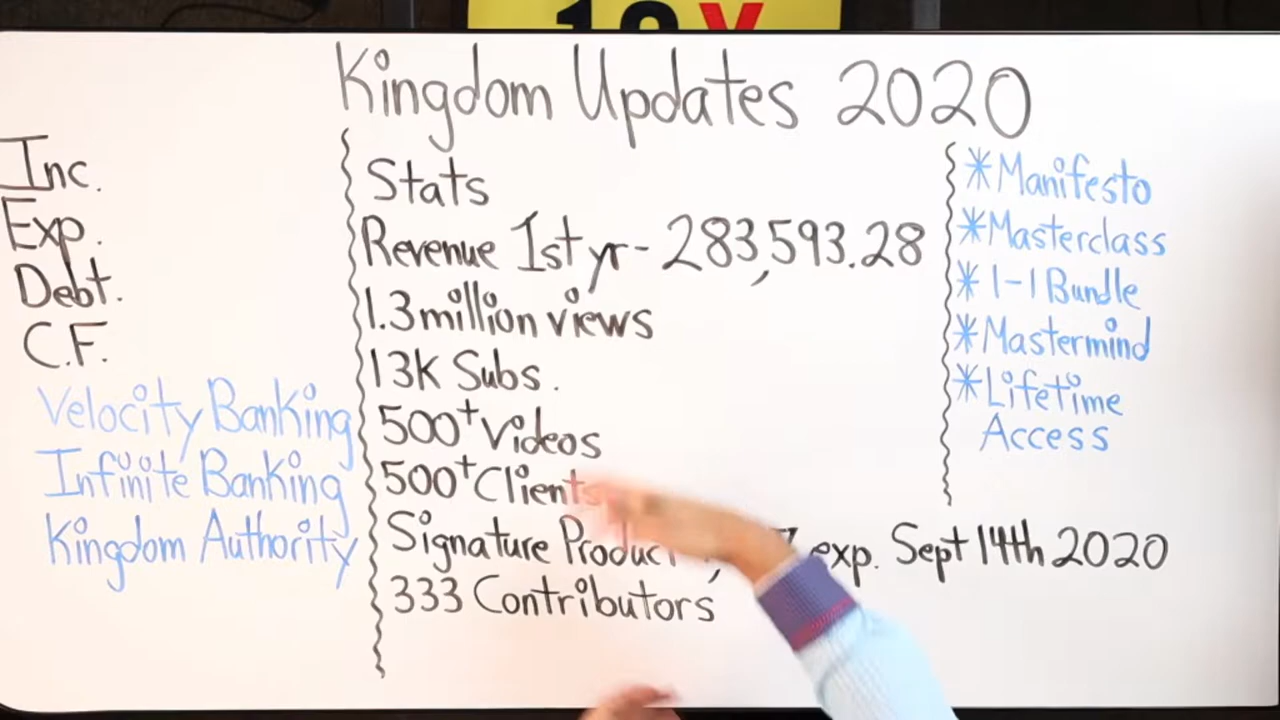 Kingdom Updates 2020
Inc.
Exp.
Debt.
C.F.
Velocity Banking
Infinite Banking
Kingdom Authority
Stats
Revenue 1st yr - 283,593.28
1.3 million views
13K Subs.
500+ Videos
500+ Clients
Signature exp. Sept 14th 2020
333 Contributors
*Manifesto
*Masterclass
*1-1 Bundle
*Mastermind
*Lifetime
Access